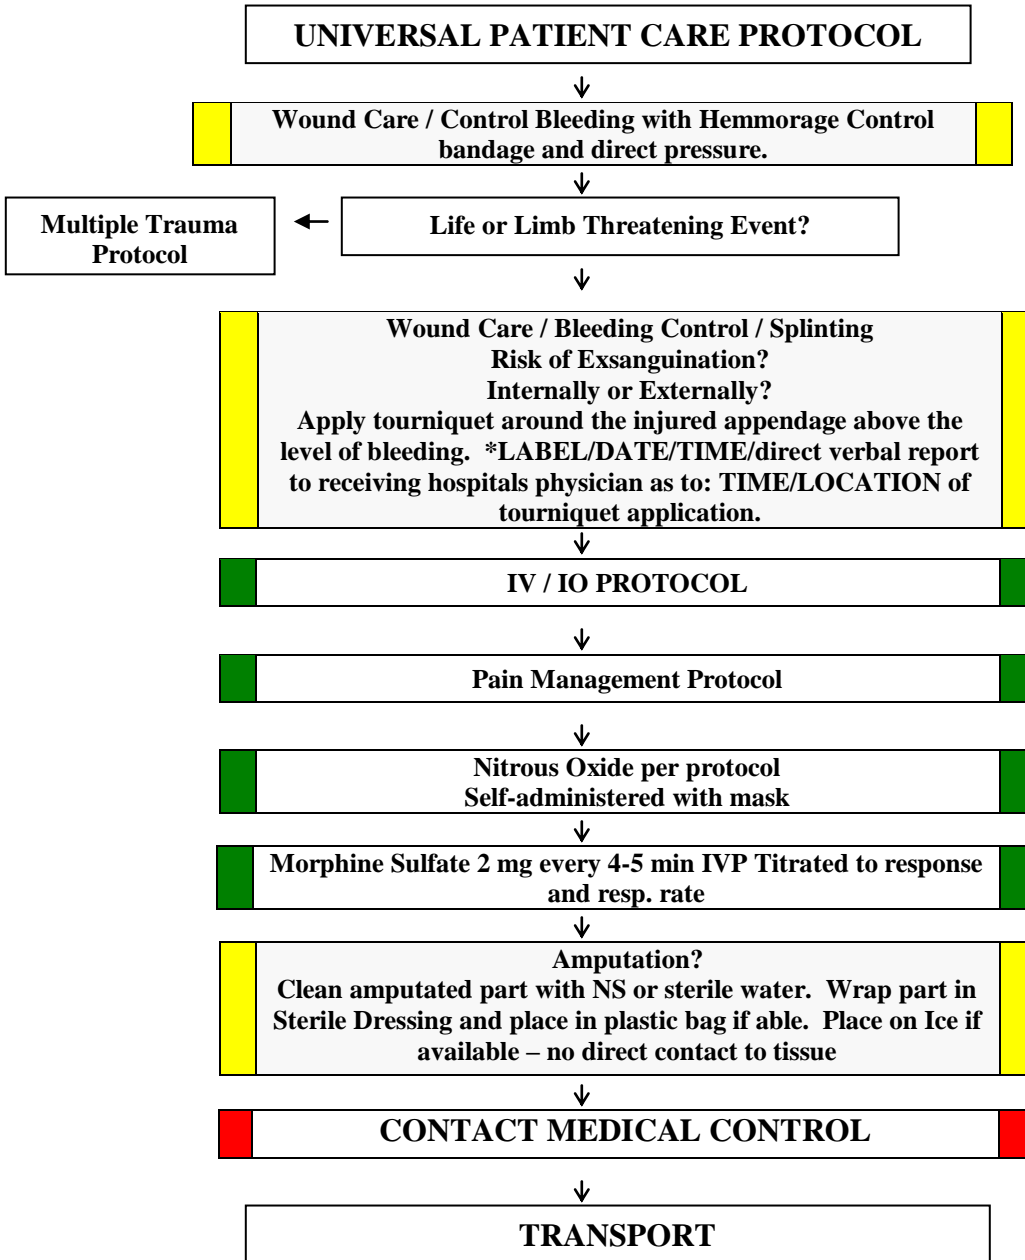 UNIVERSAL PATIENT CARE PROTOCOL
Wound Care / Control Bleeding with Hemmorage Control
bandage and direct pressure.
Multiple Trauma
Protocol
Life or Limb Threatening Event?
Wound Care / Bleeding Control / Splinting
Risk of Exsanguination?
Internally or Externally?
Apply tourniquet around the injured appendage above the
level of bleeding.  *LABEL/DATE/TIME/direct verbal report
to receiving hospitals physician as to: TIME/LOCATION of
tourniquet application.
IV / IO PROTOCOL
Pain Management Protocol
Nitrous Oxide per protocol
Self-administered with mask
Morphine Sulfate 2 mg every 4-5 min IVP Titrated to response
and resp. rate
Amputation?
Clean amputated part with NS or sterile water.  Wrap part in
Sterile Dressing and place in plastic bag if able.  Place on Ice if
available – no direct contact to tissue
CONTACT MEDICAL CONTROL
TRANSPORT